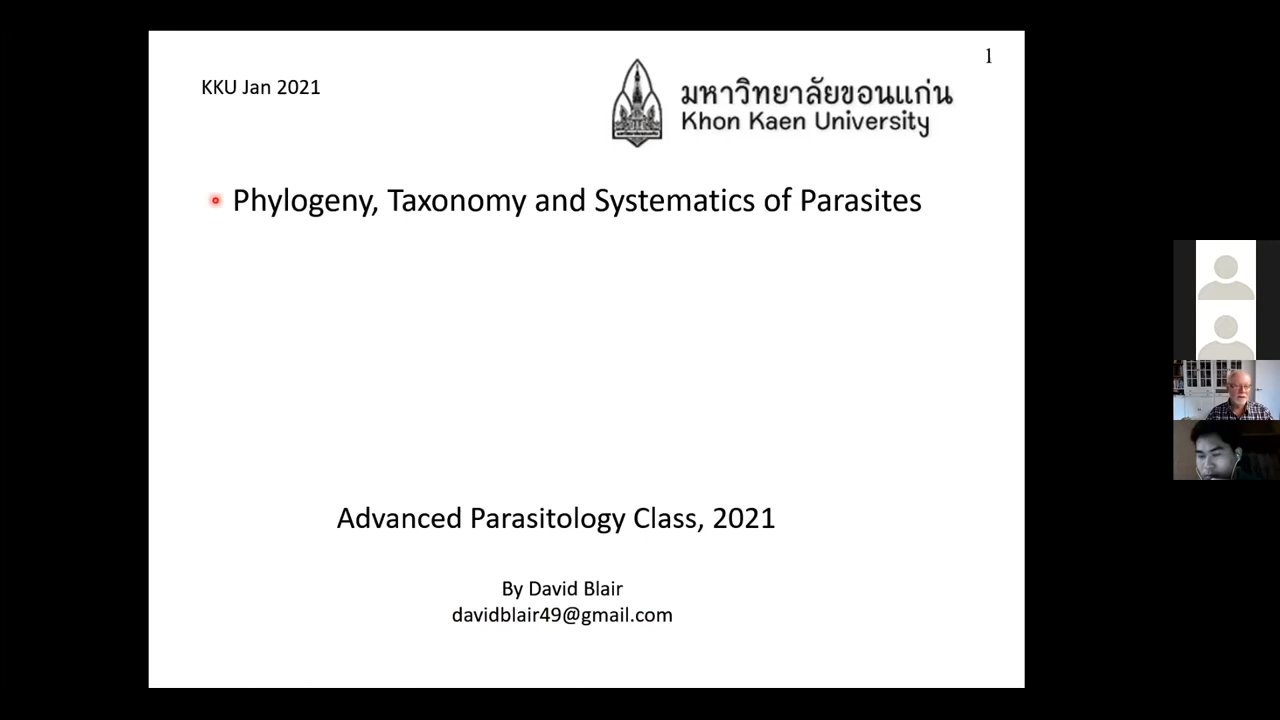 KKU Jan 2021
1
มหาวิทยาลัยขอนแก่น
Khon Kaen University
Phylogeny, Taxonomy and Systematics of Parasites
Advanced Parasitology Class, 2021
By David Blair
davidblair49@gmail.com